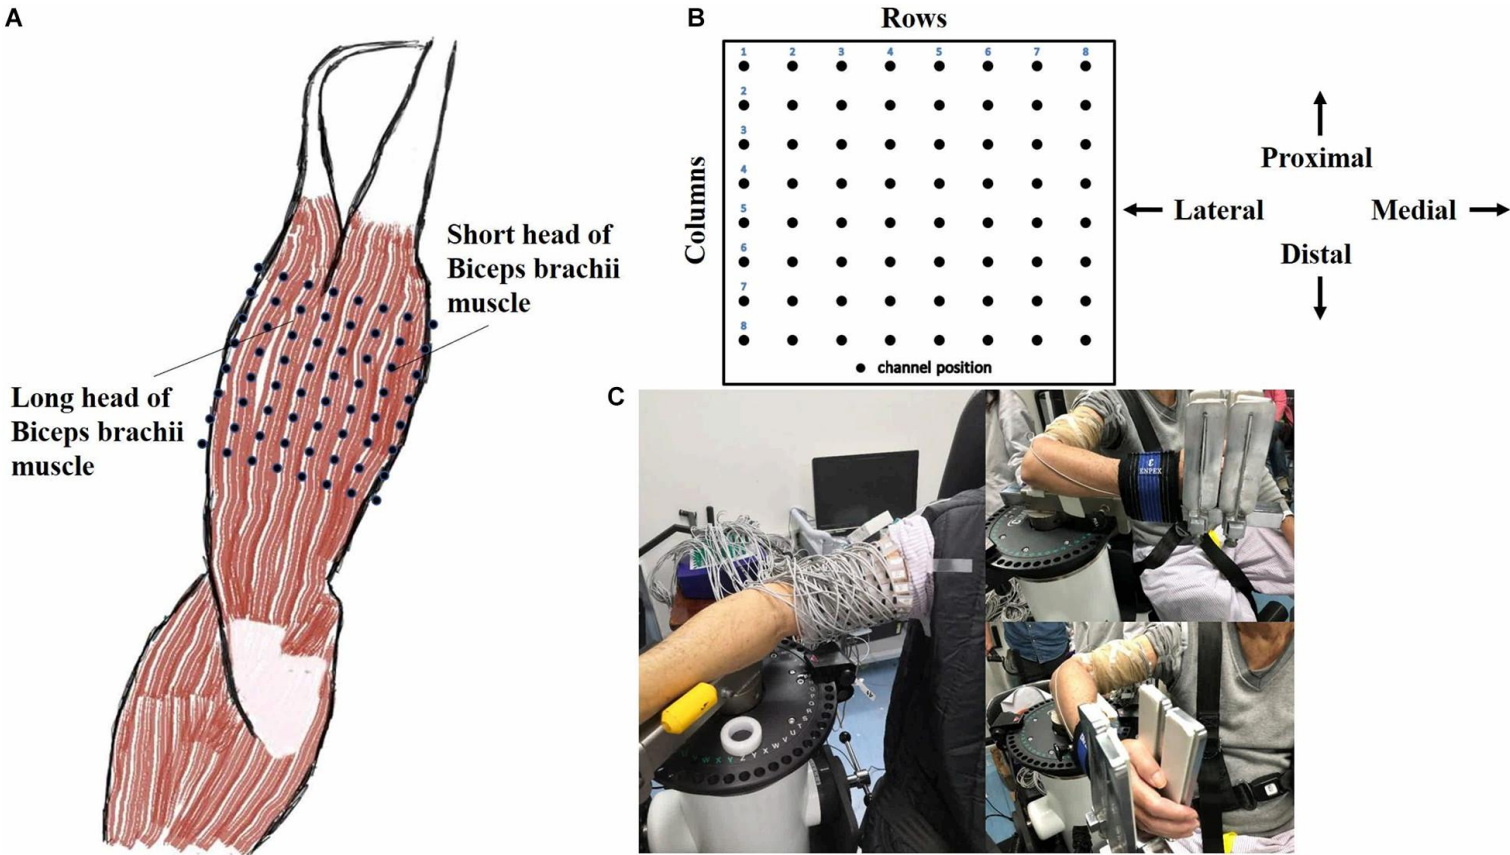 A
Short head of
Biceps brachii
muscle
Long head of
Biceps brachii
muscle
B
Rows
Columns
1 2 3 4 5 6 7 8
2
3
4
5
6
7
8
channel position
Proximal
Lateral
Medial
Distal
C
ENPEX